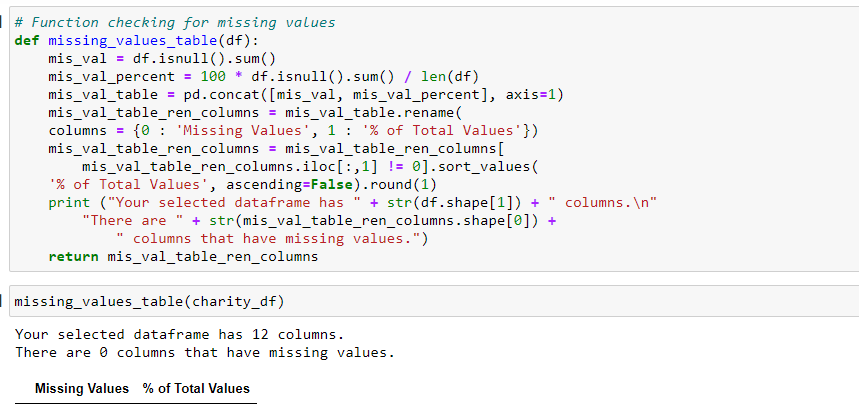 # Function checking for missing values
def missing_values_table(df):
    mis_val = df.isnull().sum()
    mis_val_percent = 100 * df.isnull().sum() / len(df)
    mis_val_table = pd.concat([mis_val, mis_val_percent], axis=1)
    mis_val_table_ren_columns = mis_val_table.rename(
    columns = {0 : 'Missing Values', 1 : '% of Total Values'})
    mis_val_table_ren_columns = mis_val_table_ren_columns[
        mis_val_table_ren_columns.iloc[:,1] != 0].sort_values(
    '% of Total Values', ascending=False).round(1)
    print ("Your selected dataframe has " + str(df.shape[1]) + " columns.\n"
        "There are " + str(mis_val_table_ren_columns.shape[0]) +
            " columns that have missing values.")
    return mis_val_table_ren_columns
missing_values_table(charity_df)
Your selected dataframe has 12 columns.
There are 0 columns that have missing values.
Missing Values % of Total Values